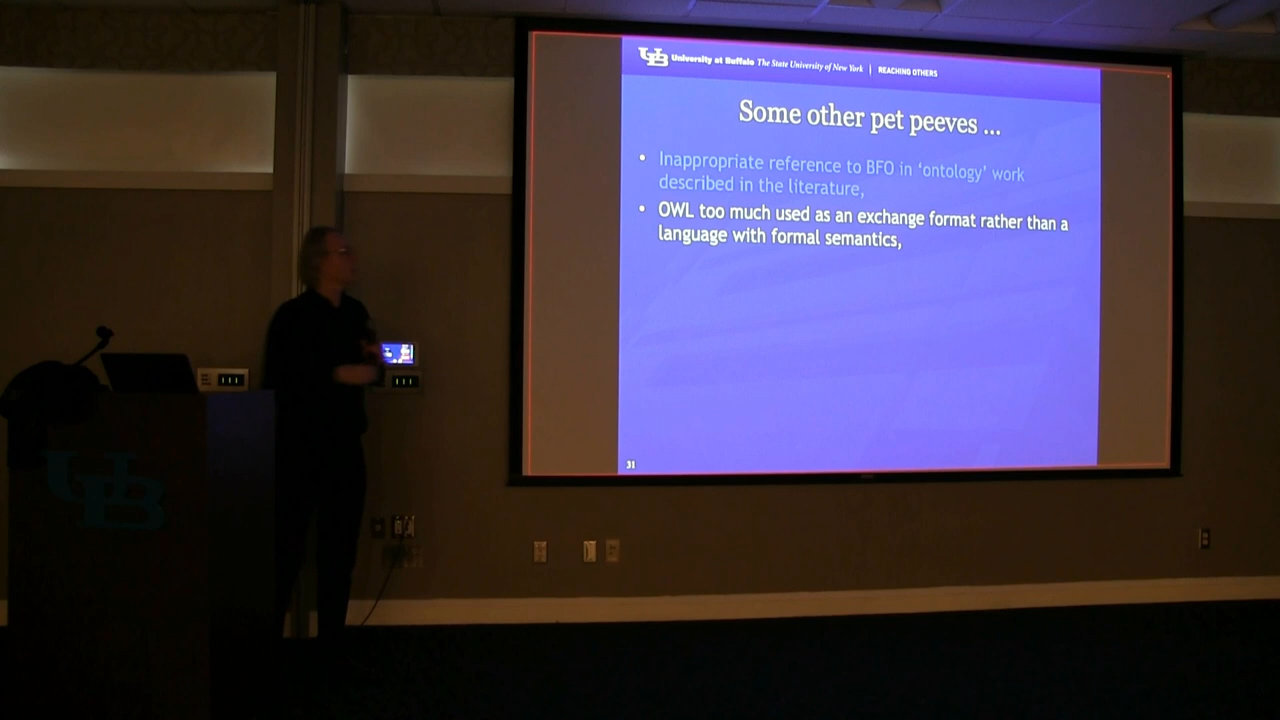 UB University at Buffalo The State University of New York | REACHING OTHERS
Some other pet peeves ...
• Inappropriate reference to BFO in ‘ontology’ work
described in the literature,
• OWL too much used as an exchange format rather than a
language with formal semantics,
31
UB